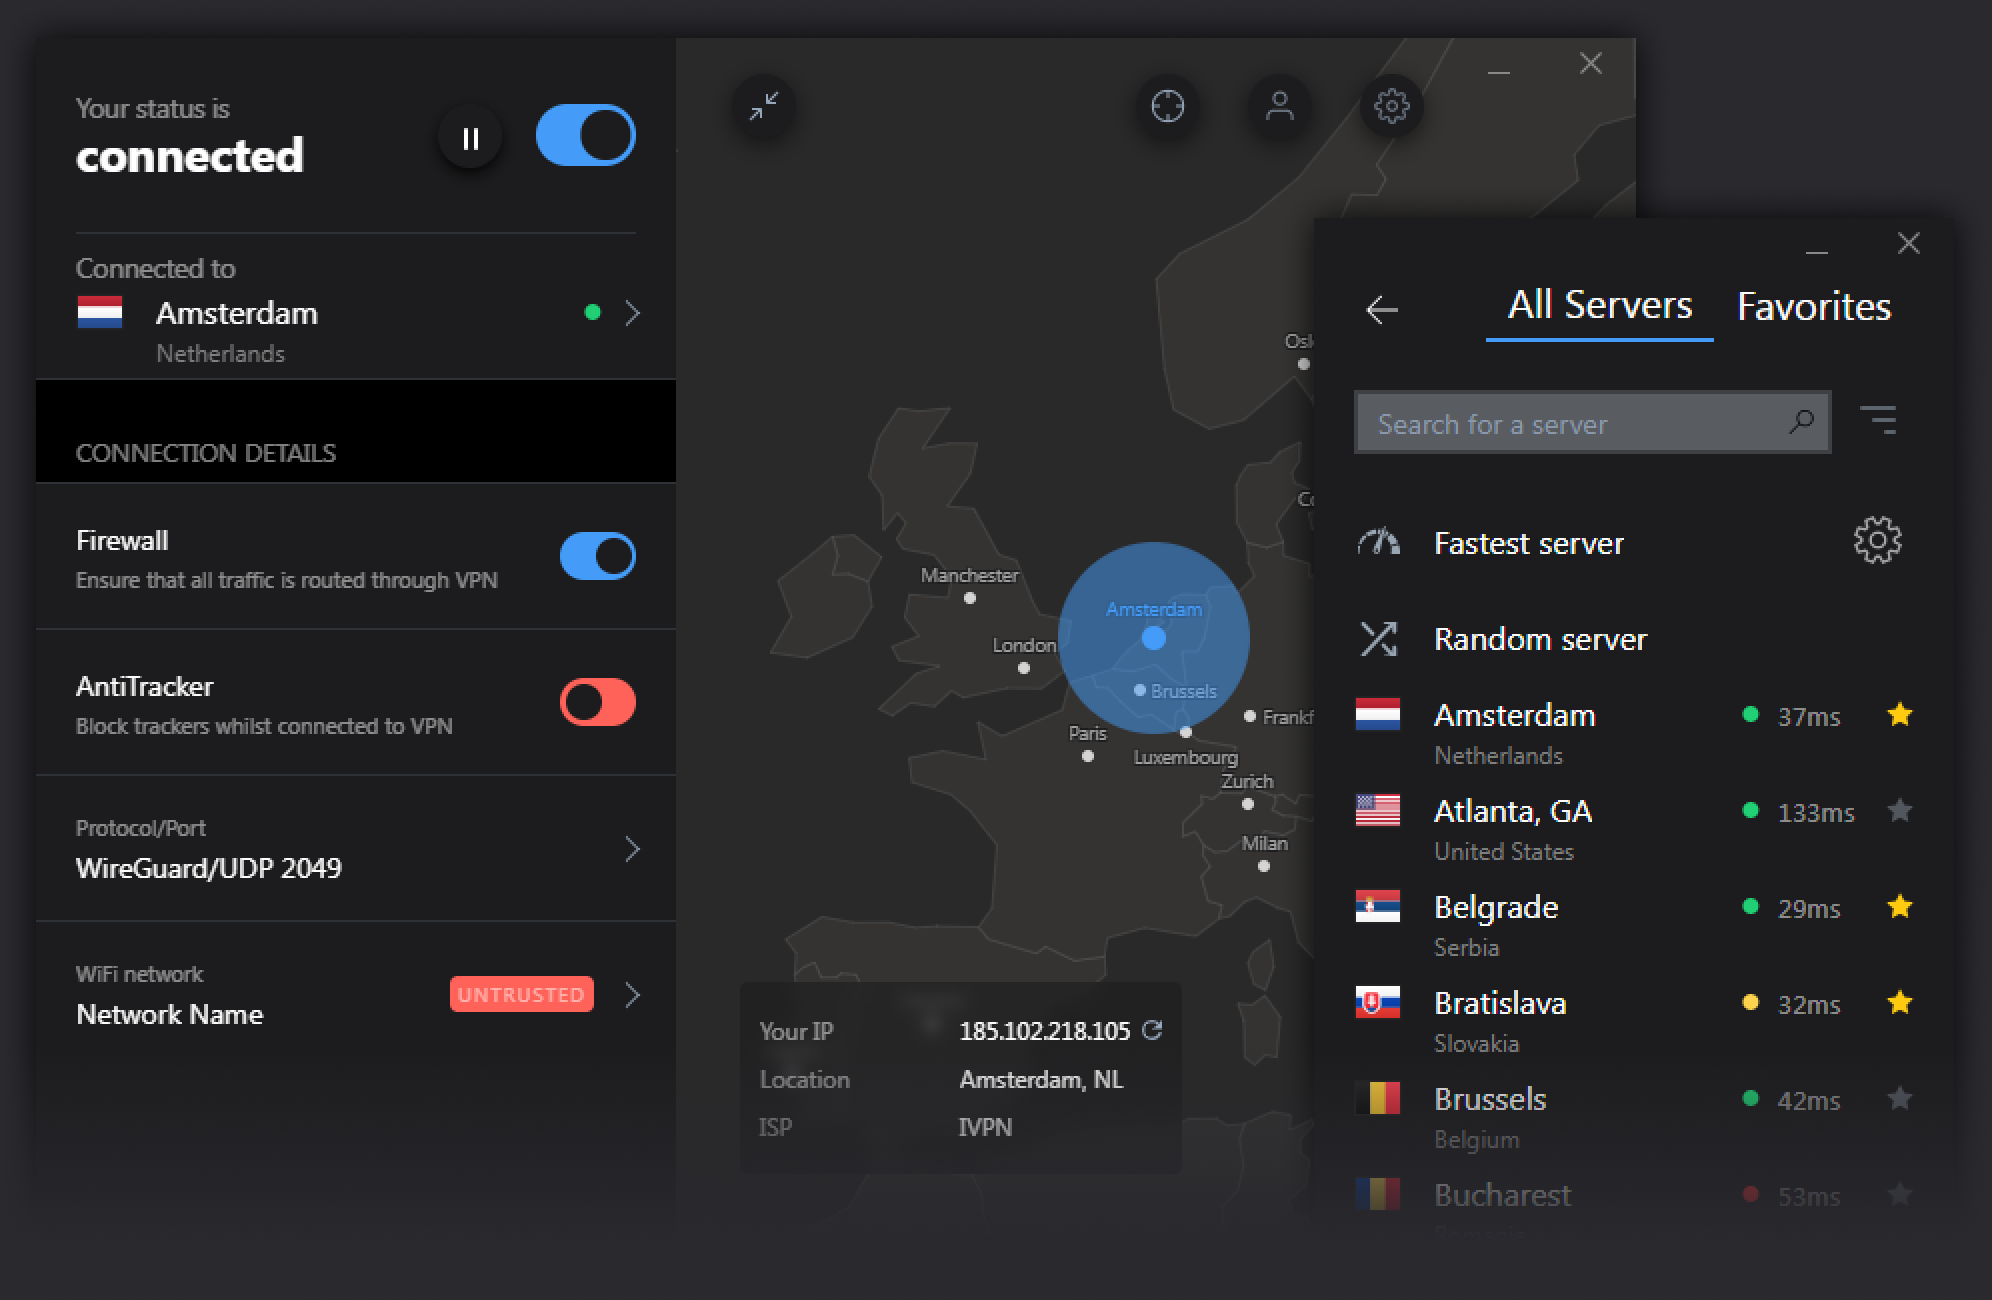 Your status is
connected
Connected to
Amsterdam
Netherlands
CONNECTION DETAILS
Firewall
Ensure that all traffic is routed through VPN
AntiTracker
Block trackers whilst connected to VPN
Protocol/Port
WireGuard/UDP 2049
WiFi network
Network Name
UNTRUSTED
Manchester
Amsterdam
London
Brussels
Paris
Luxembourg
Zurich
Milan
Your IP 185.102.218.105
Location Amsterdam, NL
ISP IVPN
All Servers Favorites
Search for a server
Fastest server
Random server
Amsterdam 37ms
Netherlands
Atlanta, GA 133ms
United States
Belgrade 29ms
Serbia
Bratislava 32ms
Slovakia
Brussels 42ms
Belgium
Bucharest 53ms